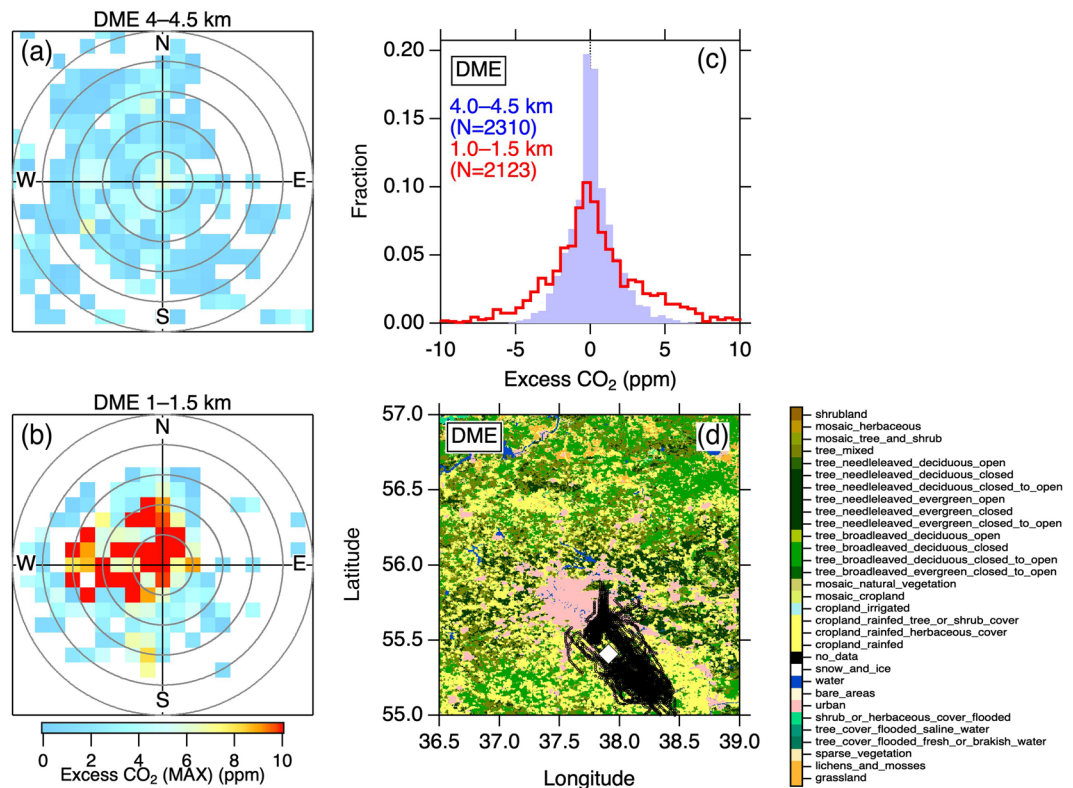 DME 4–4.5 km
(a)
N
W
E
S
DME 1–1.5 km
(b)
N
W
E
S
0 2 4 6 8 10
Excess CO₂ (MAX) (ppm)
(c)
DME
4.0–4.5 km
(N=2310)
1.0–1.5 km
(N=2123)
0.20
0.15
0.10
0.05
0.00
Fraction
-10 -5 0 5 10
Excess CO₂ (ppm)
DME
(d)
57.0
56.5
56.0
55.5
55.0
Latitude
36.5 37.0 37.5 38.0 38.5 39.0
Longitude
shrubland
mosaic_herbaceous
mosaic_tree_and_shrub
tree_mixed
tree_needleleaved_deciduous_open
tree_needleleaved_deciduous_closed
tree_needleleaved_deciduous_closed_to_open
tree_needleleaved_evergreen_open
tree_needleleaved_evergreen_closed
tree_needleleaved_evergreen_closed_to_open
tree_broadleaved_deciduous_open
tree_broadleaved_deciduous_closed
tree_broadleaved_deciduous_closed_to_open
tree_broadleaved_evergreen_closed_to_open
mosaic_natural_vegetation
mosaic_cropland
cropland_irrigated
cropland_rainfed_tree_or_shrub_cover
cropland_rainfed_herbaceous_cover
cropland_rainfed
no_data
snow_and_ice
water
bare_areas
urban
shrub_or_herbaceous_cover_flooded
tree_cover_flooded_saline_water
tree_cover_flooded_fresh_or_brakish_water
sparse_vegetation
lichens_and_mosses
grassland